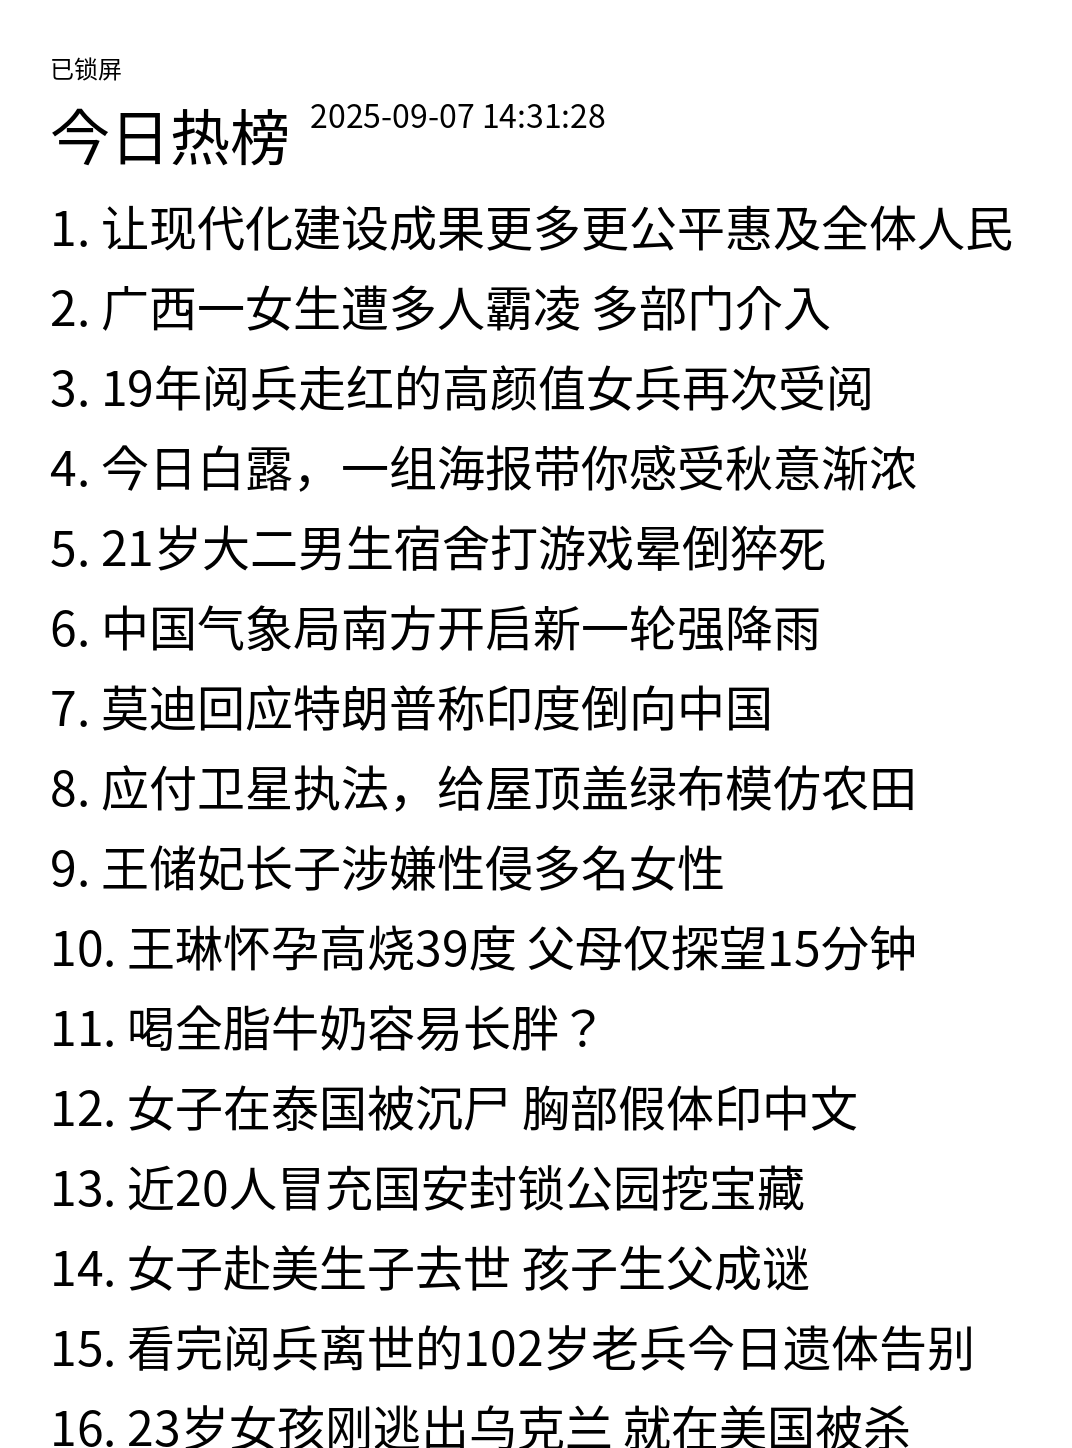 已锁屏
今日热榜 2025-09-07 14:31:28
1. 让现代化建设成果更多更公平惠及全体人民
2. 广西一女生遭多人霸凌 多部门介入
3. 19年阅兵走红的高颜值女兵再次受阅
4. 今日白露，一组海报带你感受秋意渐浓
5. 21岁大二男生宿舍打游戏晕倒猝死
6. 中国气象局南方开启新一轮强降雨
7. 莫迪回应特朗普称印度倒向中国
8. 应付卫星执法，给屋顶盖绿布模仿农田
9. 王储妃长子涉嫌性侵多名女性
10. 王琳怀孕高烧39度 父母仅探望15分钟
11. 喝全脂牛奶容易长胖？
12. 女子在泰国被沉尸 胸部假体印中文
13. 近20人冒充国安封锁公园挖宝藏
14. 女子赴美生子去世 孩子生父成谜
15. 看完阅兵离世的102岁老兵今日遗体告别
16. 23岁女孩刚逃出乌克兰 就在美国被杀